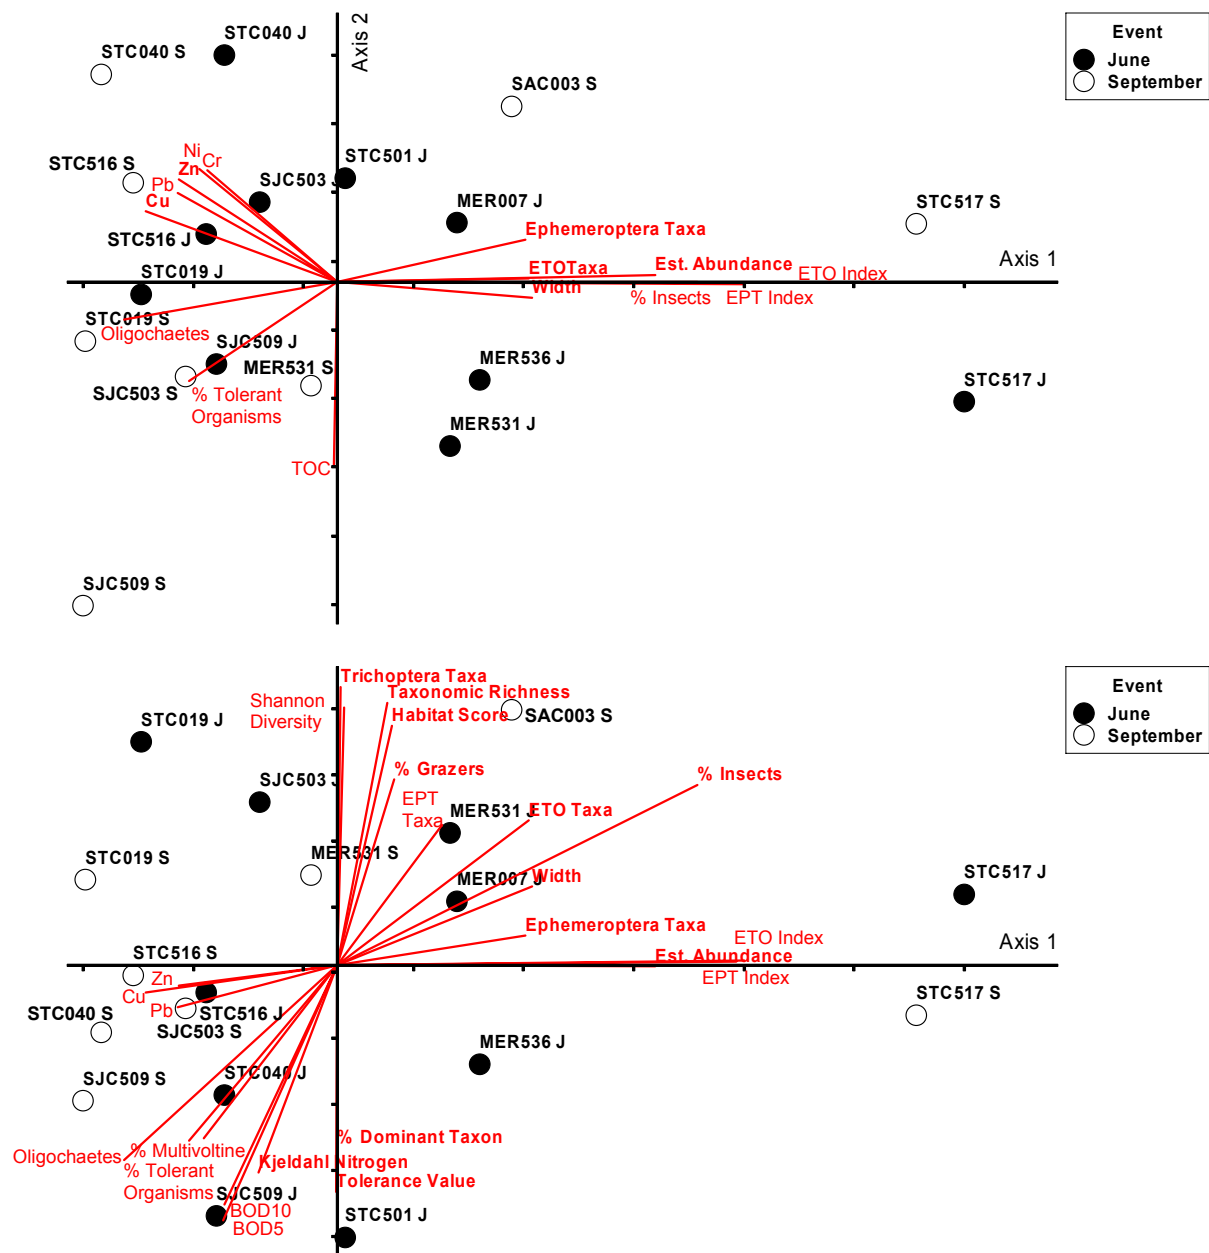 STC040 J
STC040 S
Axis 2
Event
June
September
SAC003 S
Ni
Cr
STC501 J
STC516 S
Zn
Pb
SJC503 J
Cu
MER007 J
STC517 S
STC516 J
Ephemeroptera Taxa
STC019 J
ETOTaxa
Est. Abundance
ETO Index
Axis 1
Width
% Insects
EPT Index
STC019 S
Oligochaetes
SJC509 J
MER531 S
MER536 J
STC517 J
SJC503 S
% Tolerant
Organisms
MER531 J
TOC
SJC509 S
Trichoptera Taxa
Shannon
Diversity
Taxonomic Richness
Habitat Score
SAC003 S
Event
June
September
STC019 J
% Grazers
SJC503 J
% Insects
EPT
Taxa
MER531 J
ETO Taxa
STC019 S
MER531 S
MER007 J
Width
STC517 J
Ephemeroptera Taxa
ETO Index
Axis 1
Est. Abundance
EPT Index
STC516 S
Zn
Cu
Pb
STC517 S
STC040 S
STC516 J
SJC503 S
MER536 J
SJC509 S
STC040 J
% Dominant Taxon
Oligochaetes
% Multivoltine
Kjeldahl Nitrogen
% Tolerant
Organisms
Tolerance Value
SJC509 J
BOD10
BOD5
STC501 J